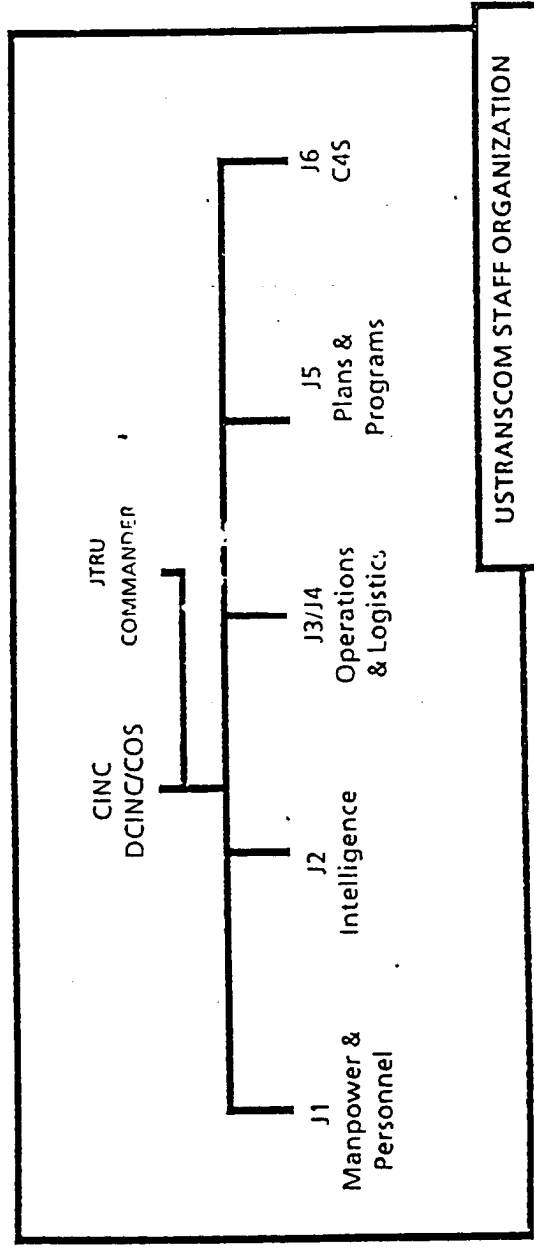 CINC
DCINC/COS
JTRU
COMMANDER
J1
Manpower &
Personnel
J2
Intelligence
J3/J4
Operations
& Logistics
J5
Plans &
Programs
J6
C4S
USTRANSCOM STAFF ORGANIZATION